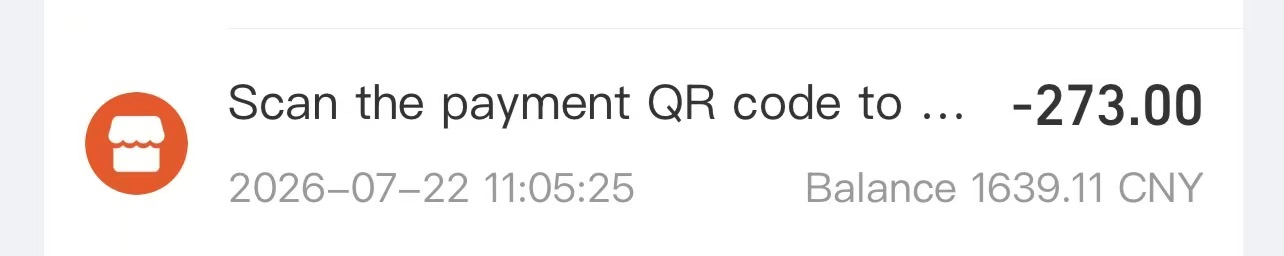 Scan the payment QR code to ... -273.00
2026-07-22 11:05:25 Balance 1639.11 CNY